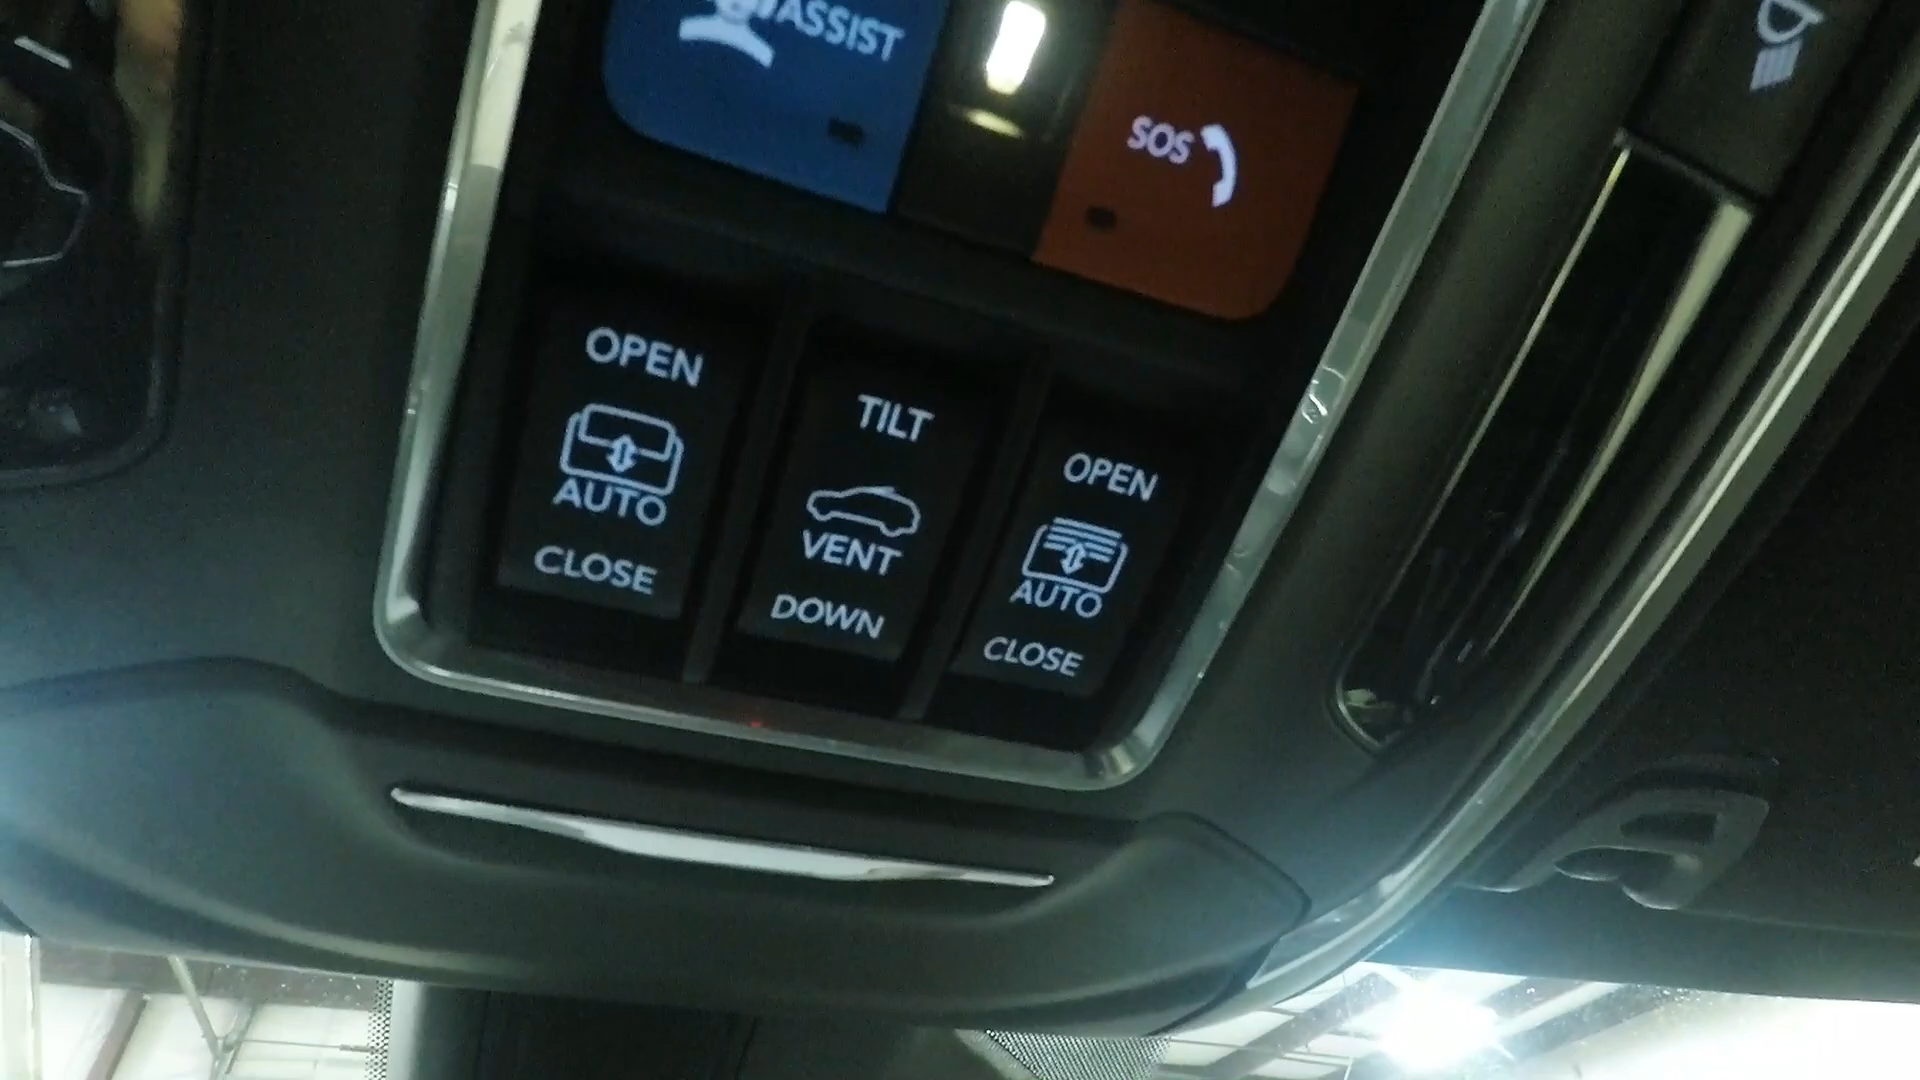 ASSIST
SOS
OPEN
AUTO
CLOSE
TILT
VENT
DOWN
OPEN
AUTO
CLOSE